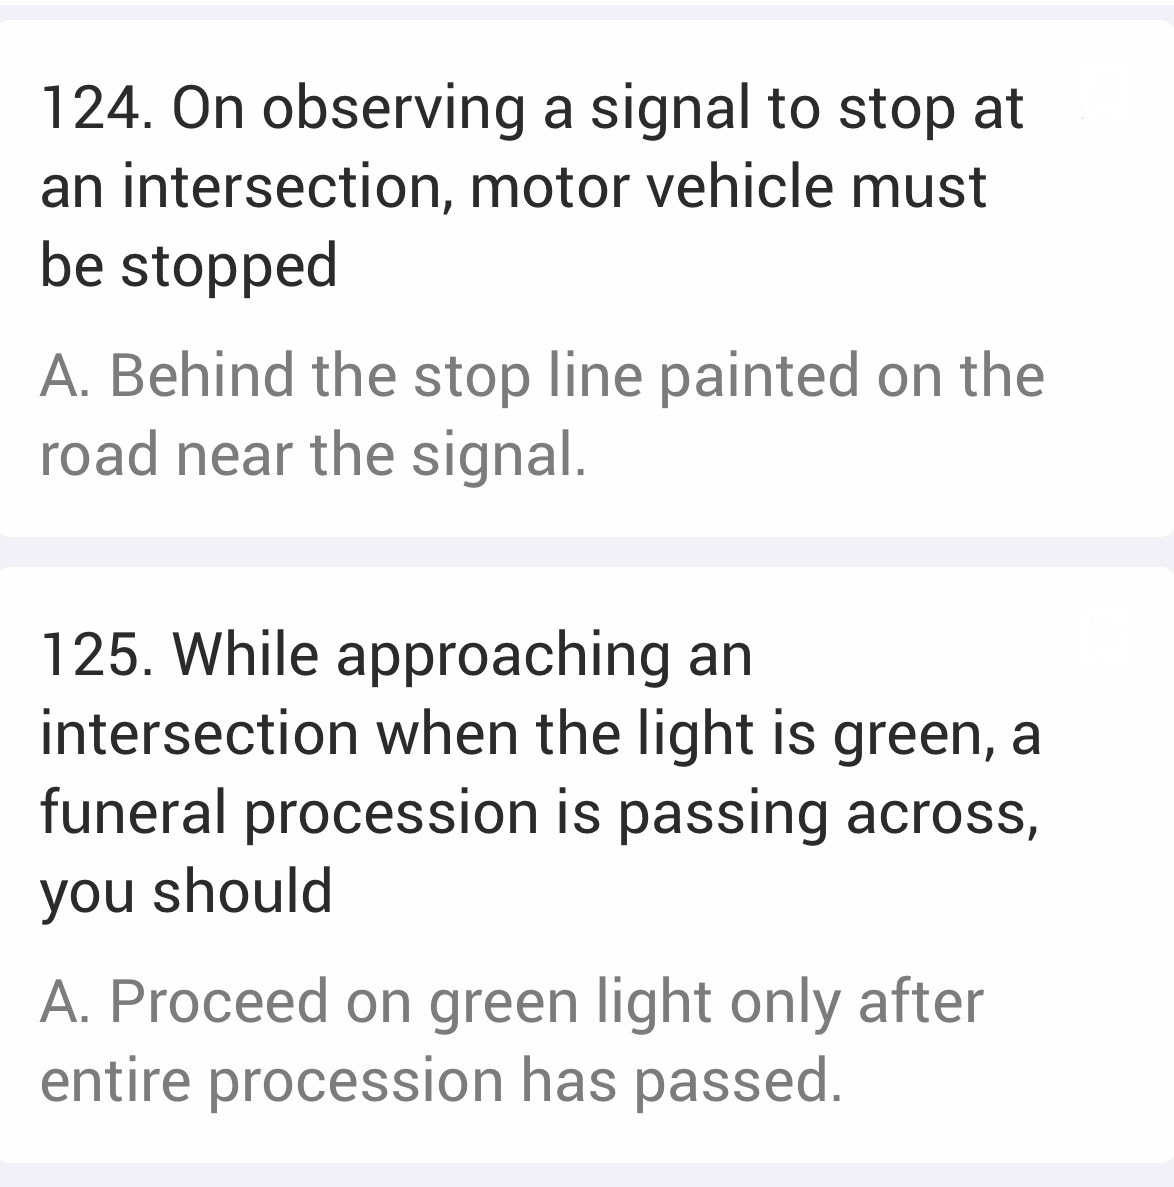 124. On observing a signal to stop at
an intersection, motor vehicle must
be stopped
A. Behind the stop line painted on the
road near the signal.
125. While approaching an
intersection when the light is green, a
funeral procession is passing across,
you should
A. Proceed on green light only after
entire procession has passed.